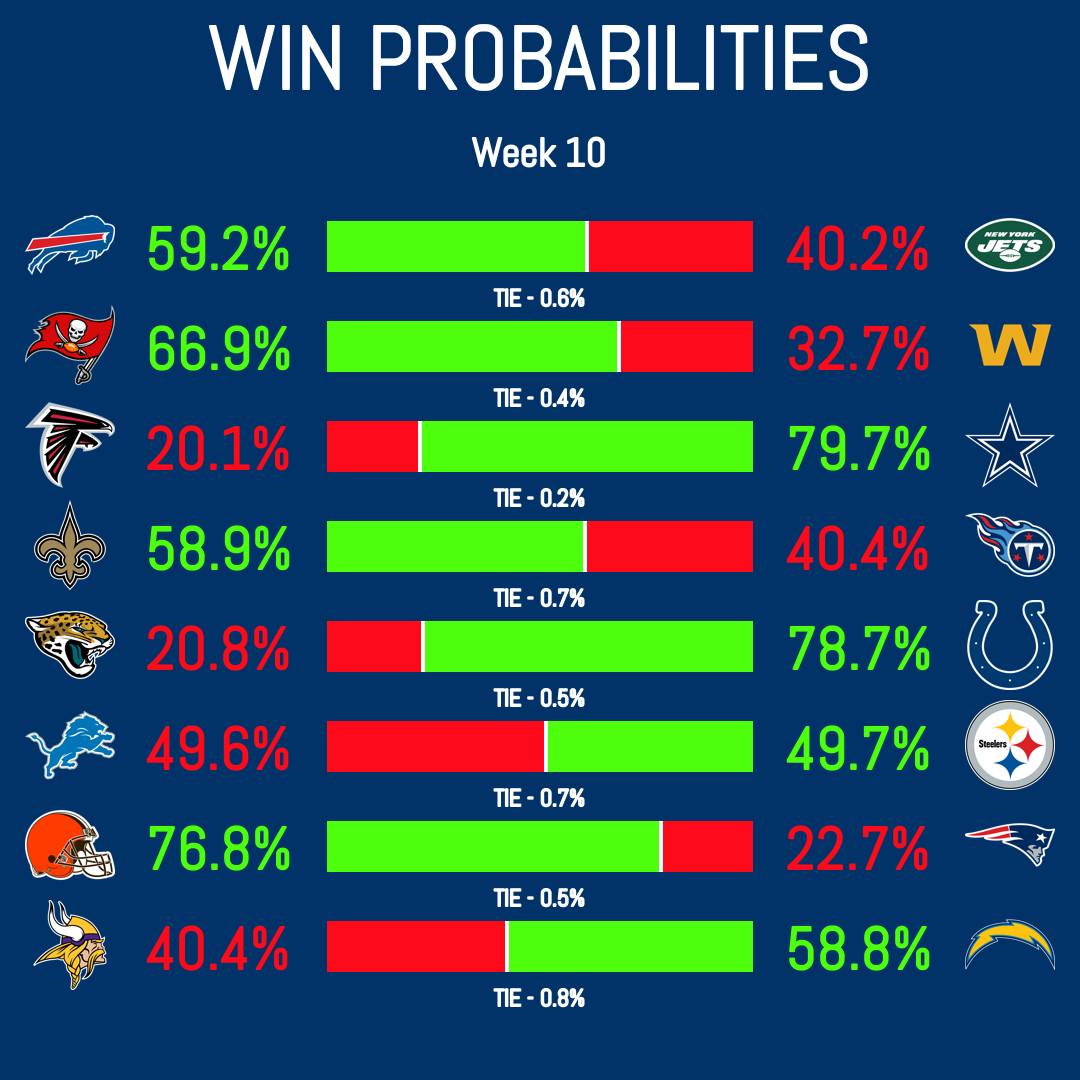 WIN PROBABILITIES
Week 10
59.2% 40.2% NEW YORK JETS
TIE - 0.6%
66.9% 32.7% W
TIE - 0.4%
20.1% 79.7%
TIE - 0.2%
58.9% 40.4% T
TIE - 0.7%
20.8% 78.7%
TIE - 0.5%
49.6% 49.7% Steelers
TIE - 0.7%
76.8% 22.7%
TIE - 0.5%
40.4% 58.8%
TIE - 0.8%